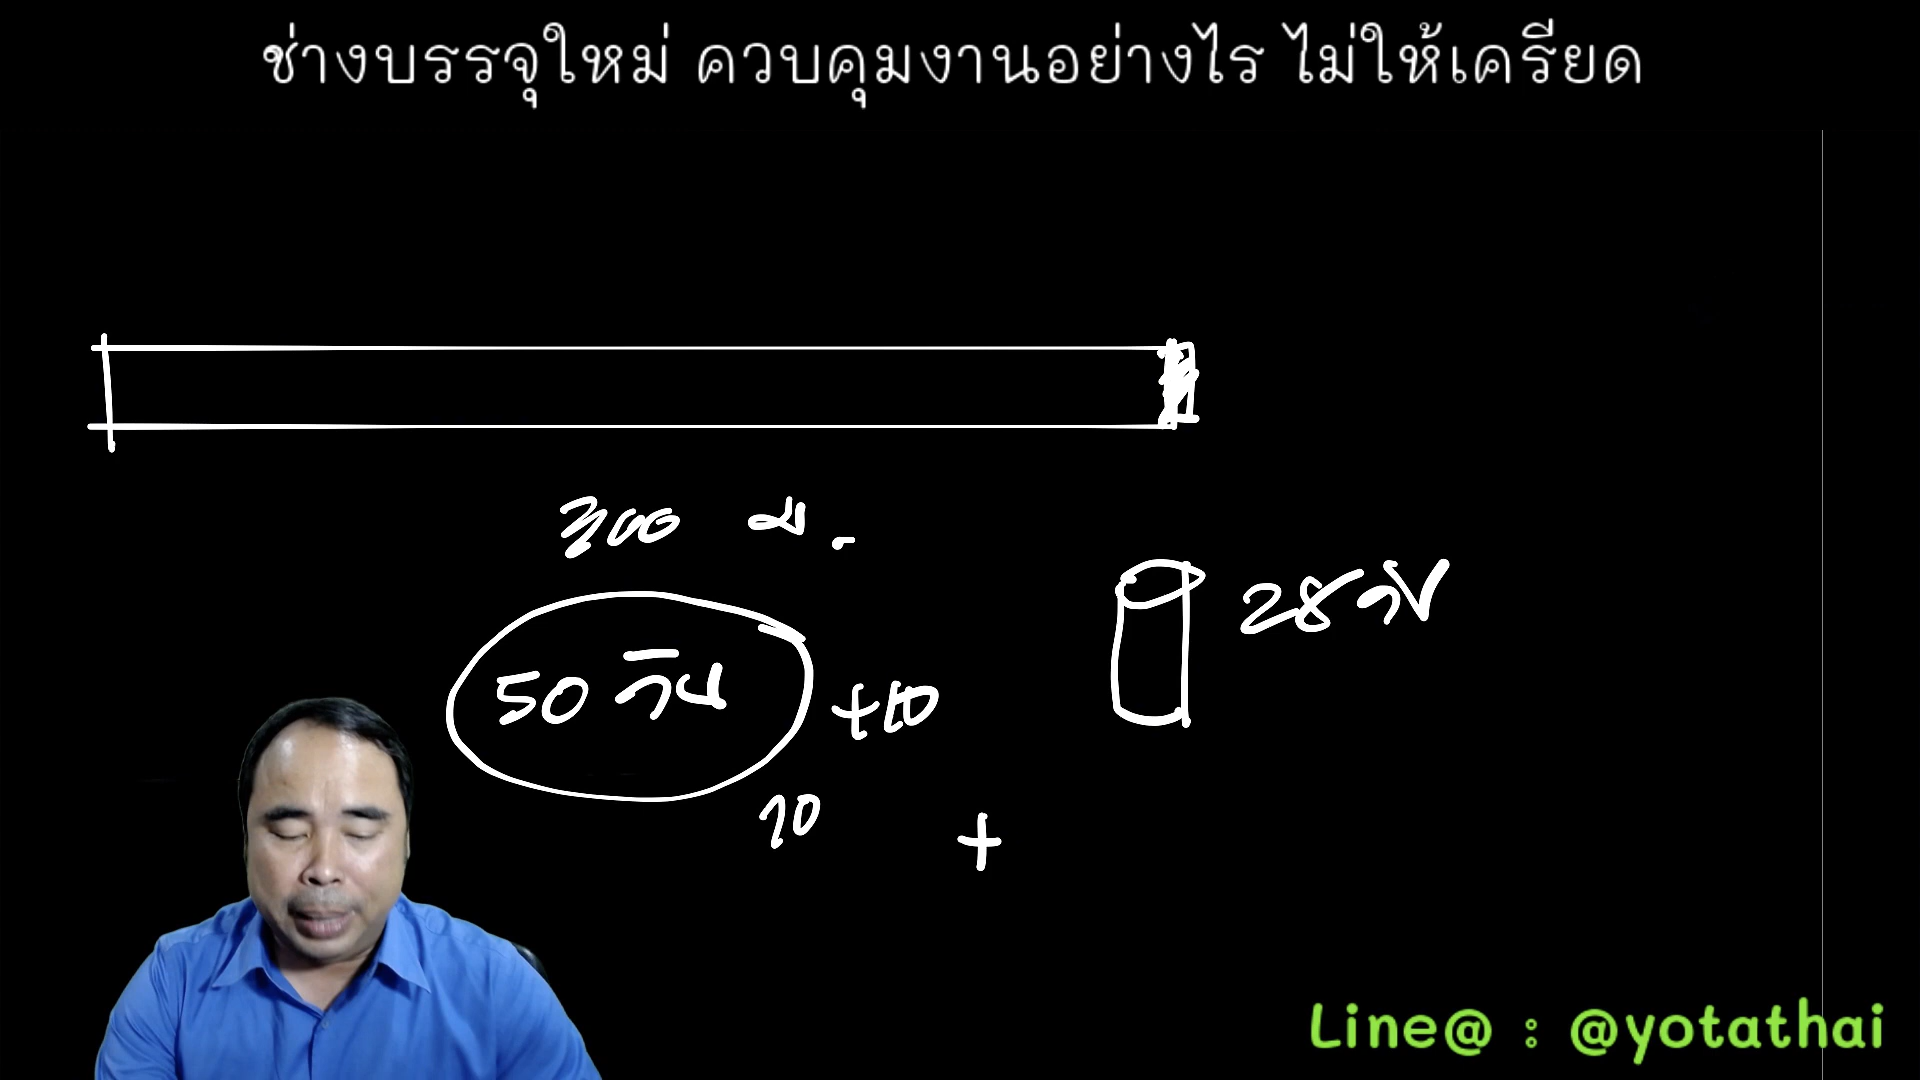 ช่างบรรจุใหม่ ควบคุมงานอย่างไร ไม่ให้เครียด
300 ม.
28 วัน
50 วัน +10
10
+
Line@ : @yotathai